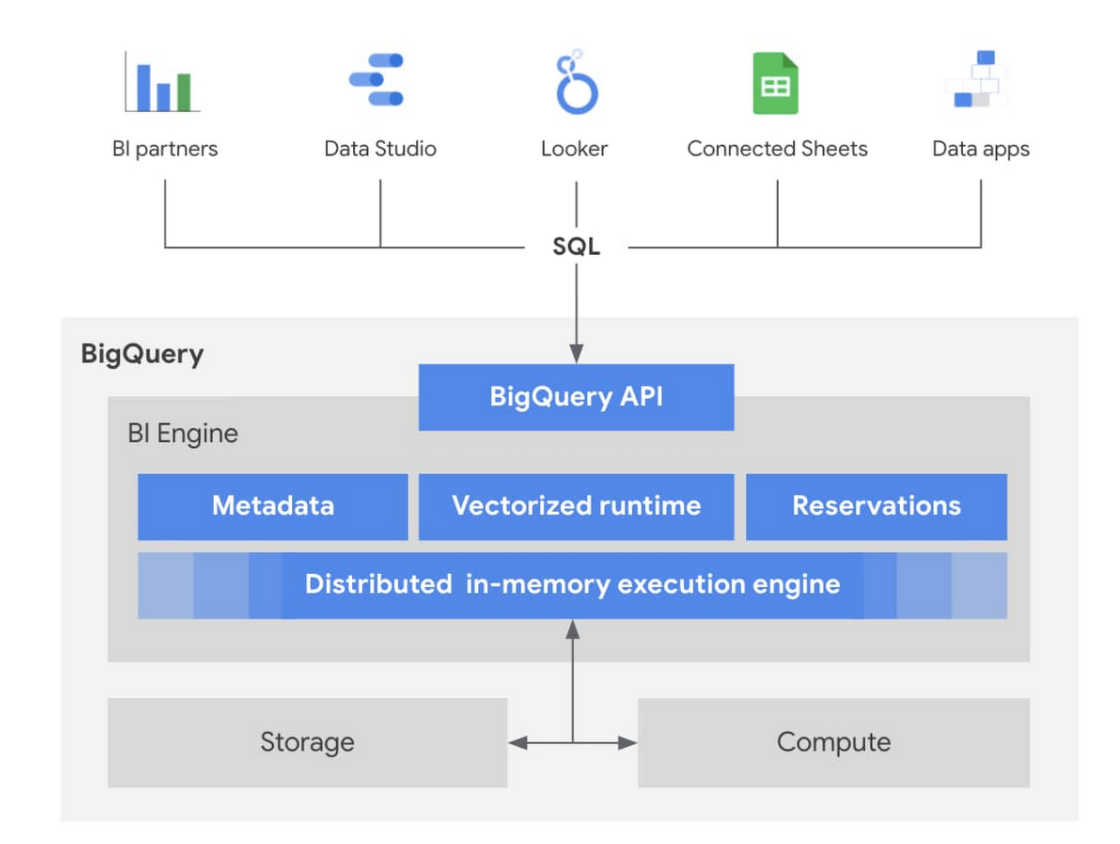 BI partners
Data Studio
Looker
Connected Sheets
Data apps
SQL
BigQuery
BigQuery API
BI Engine
Metadata
Vectorized runtime
Reservations
Distributed in-memory execution engine
Storage
Compute